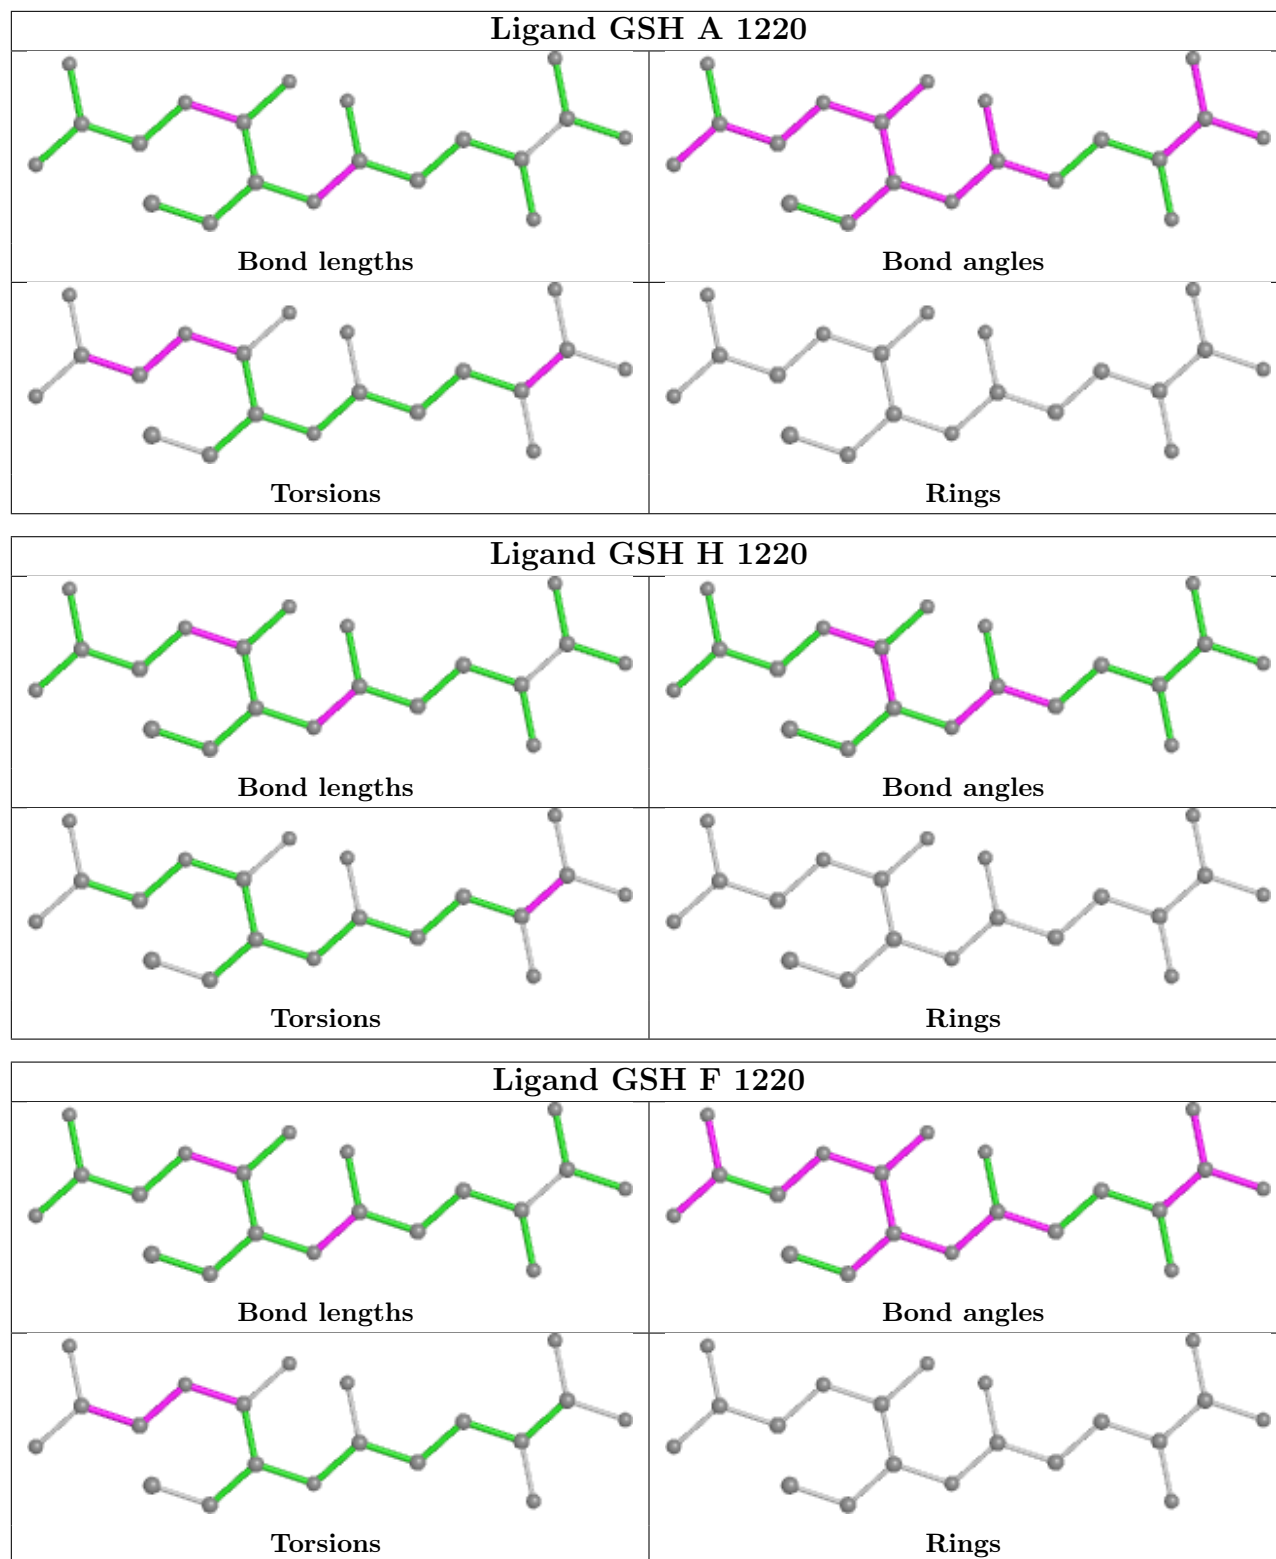 Ligand GSH A 1220
Bond lengths
Bond angles
Torsions
Rings
Ligand GSH H 1220
Bond lengths
Bond angles
Torsions
Rings
Ligand GSH F 1220
Bond lengths
Bond angles
Torsions
Rings